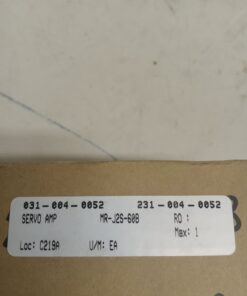 031-004-0052 231-004-0052
SERVO AMP MR-J2S-60B RO :
Max: 1
Loc: C219A U/M: EA